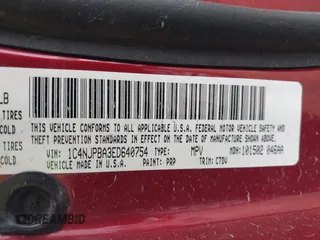 LB
TIRES
COLD
TIRES
COLD
THIS VEHICLE CONFORMS TO ALL APPLICABLE U.S.A. FEDERAL MOTOR VEHICLE SAFETY AND
THEFT PREVENTION STANDARDS IN EFFECT ON THE DATE OF MANUFACTURE SHOWN ABOVE.
VIN: 1C4NJPBA3ED640754 TYPE: MPV MDH: 101502 046AA
VEHICLE MADE IN U.S.A. PAINT: PRP TRIM: C7DV
DREAMBID